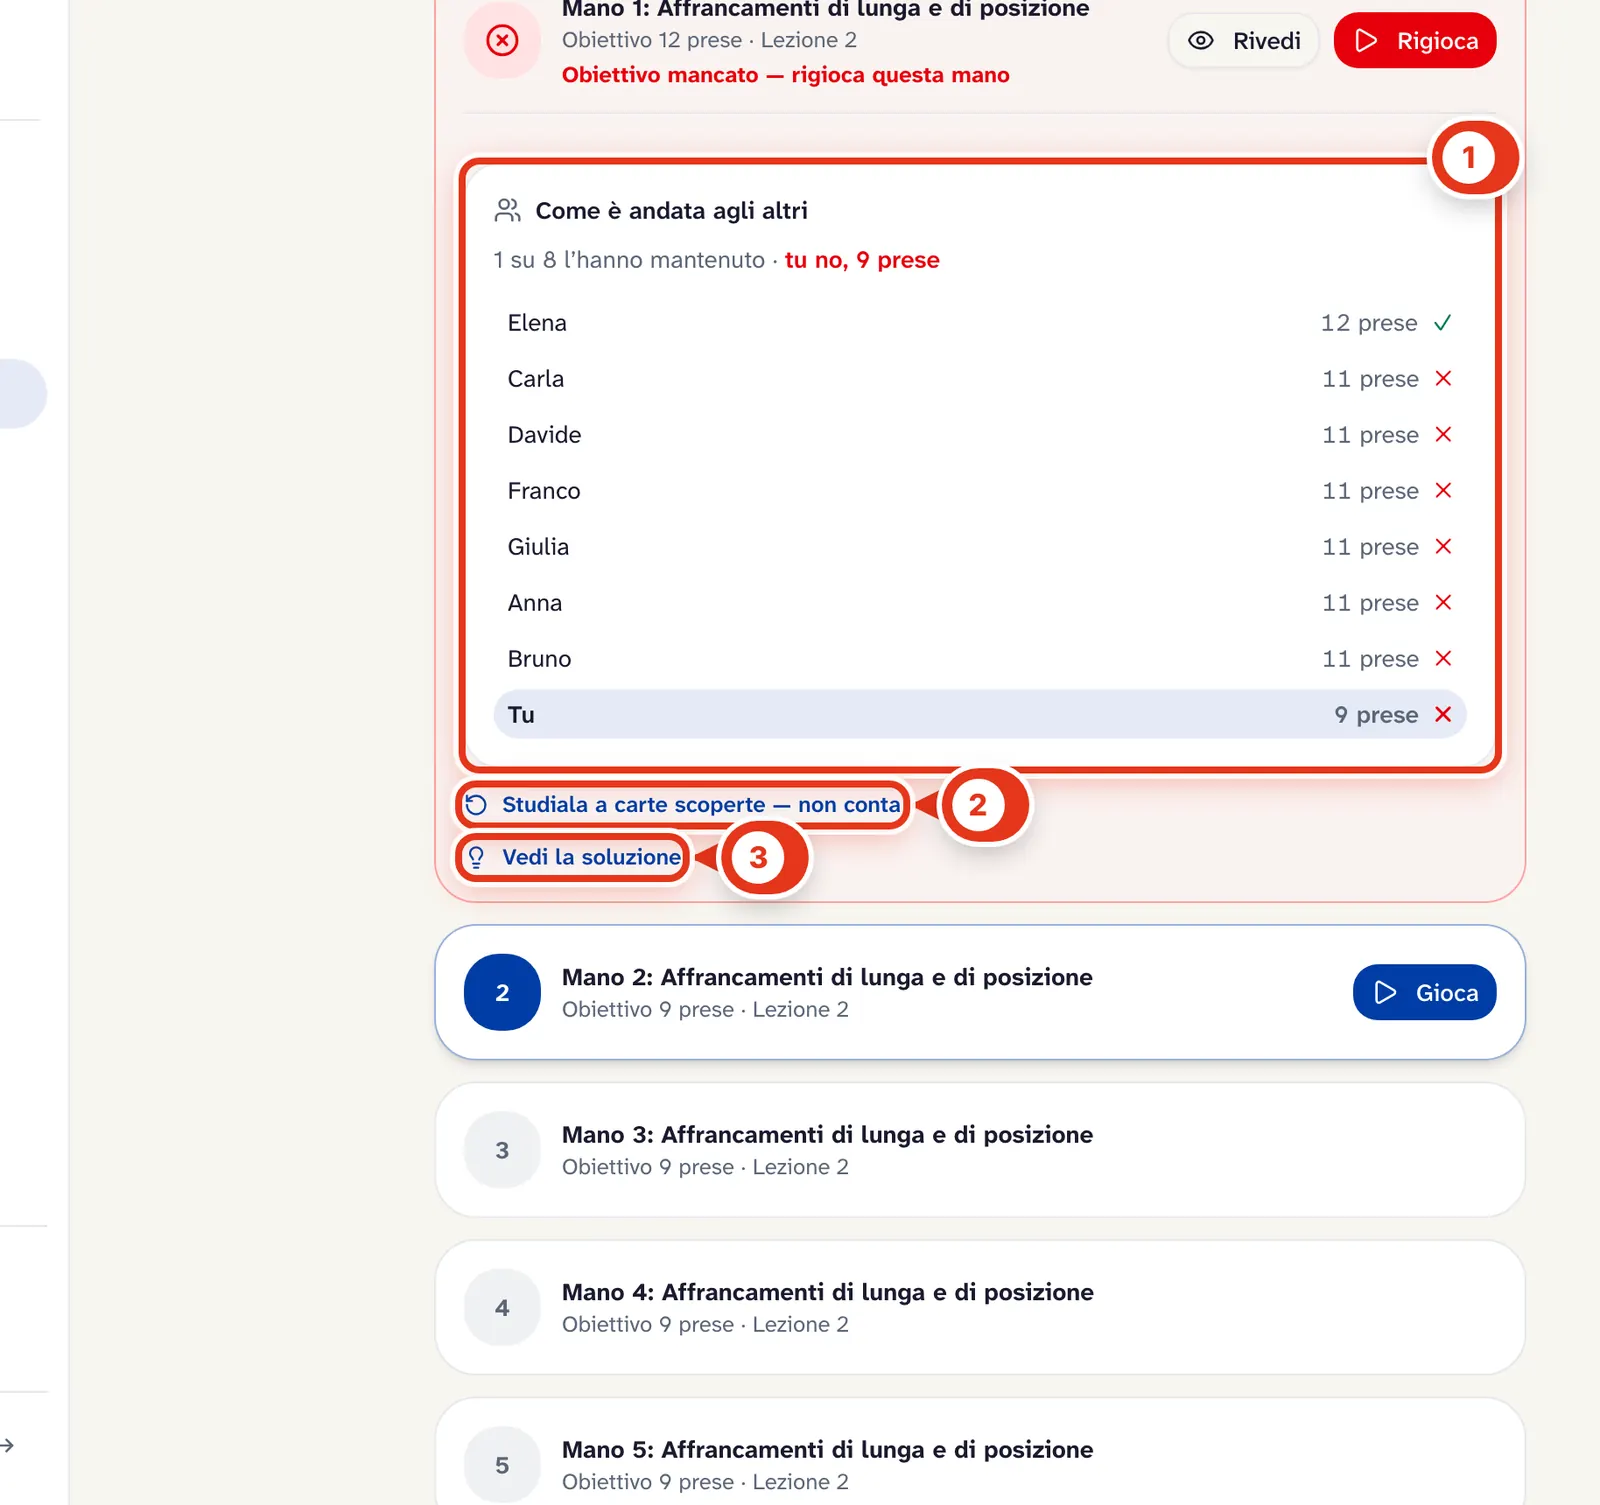 Mano 1: Affrancamenti di lunga e di posizione
Obiettivo 12 prese · Lezione 2
Obiettivo mancato — rigioca questa mano
Rivedi
Rigioca
1
Come è andata agli altri
1 su 8 l’hanno mantenuto · tu no, 9 prese
Elena 12 prese
Carla 11 prese
Davide 11 prese
Franco 11 prese
Giulia 11 prese
Anna 11 prese
Bruno 11 prese
Tu 9 prese
Studiala a carte scoperte — non conta
2
Vedi la soluzione
3
2
Mano 2: Affrancamenti di lunga e di posizione
Obiettivo 9 prese · Lezione 2
Gioca
3
Mano 3: Affrancamenti di lunga e di posizione
Obiettivo 9 prese · Lezione 2
4
Mano 4: Affrancamenti di lunga e di posizione
Obiettivo 9 prese · Lezione 2
5
Mano 5: Affrancamenti di lunga e di posizione
Obiettivo 9 prese · Lezione 2